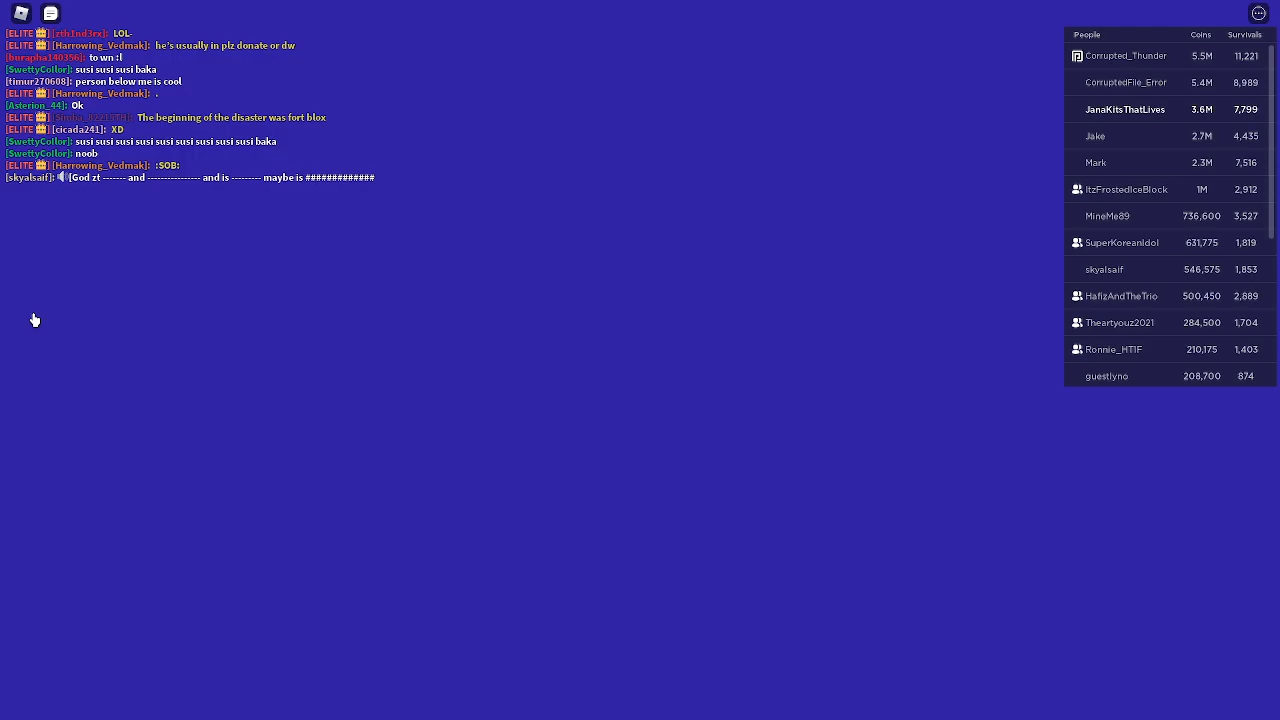 [ELITE] [zth1nd3rx]: LOL-
[ELITE] [Harrowing_Vedmak]: he's usually in plz donate or dw
[burapha140356]: to wn :l
[SwettyCollor]: susi susi susi baka
[timur270608]: person below me is cool
[ELITE] [Harrowing_Vedmak]: .
[Asterion_44]: Ok
[ELITE] The beginning of the disaster was fort blox
[ELITE] [cicada241]: XD
[SwettyCollor]: susi susi susi susi susi susi susi susi susi baka
[SwettyCollor]: noob
[ELITE] [Harrowing_Vedmak]: :SOB:
[skyalsaif]: [God zt ------- and ---------------- and is --------- maybe is #############
People Coins Survivals
Corrupted_Thunder 5.5M 11,221
CorruptedFile_Error 5.4M 8,989
JanaKitsThatLives 3.6M 7,799
Jake 2.7M 4,435
Mark 2.3M 7,516
ItzFrostedIceBlock 1M 2,912
MineMe89 736,600 3,527
SuperKoreanIdol 631,775 1,819
skyalsaif 546,575 1,853
HafizAndTheTrio 500,450 2,889
Theartyouz2021 284,500 1,704
Ronnie_HT1F 210,175 1,403
guestlyno 208,700 874